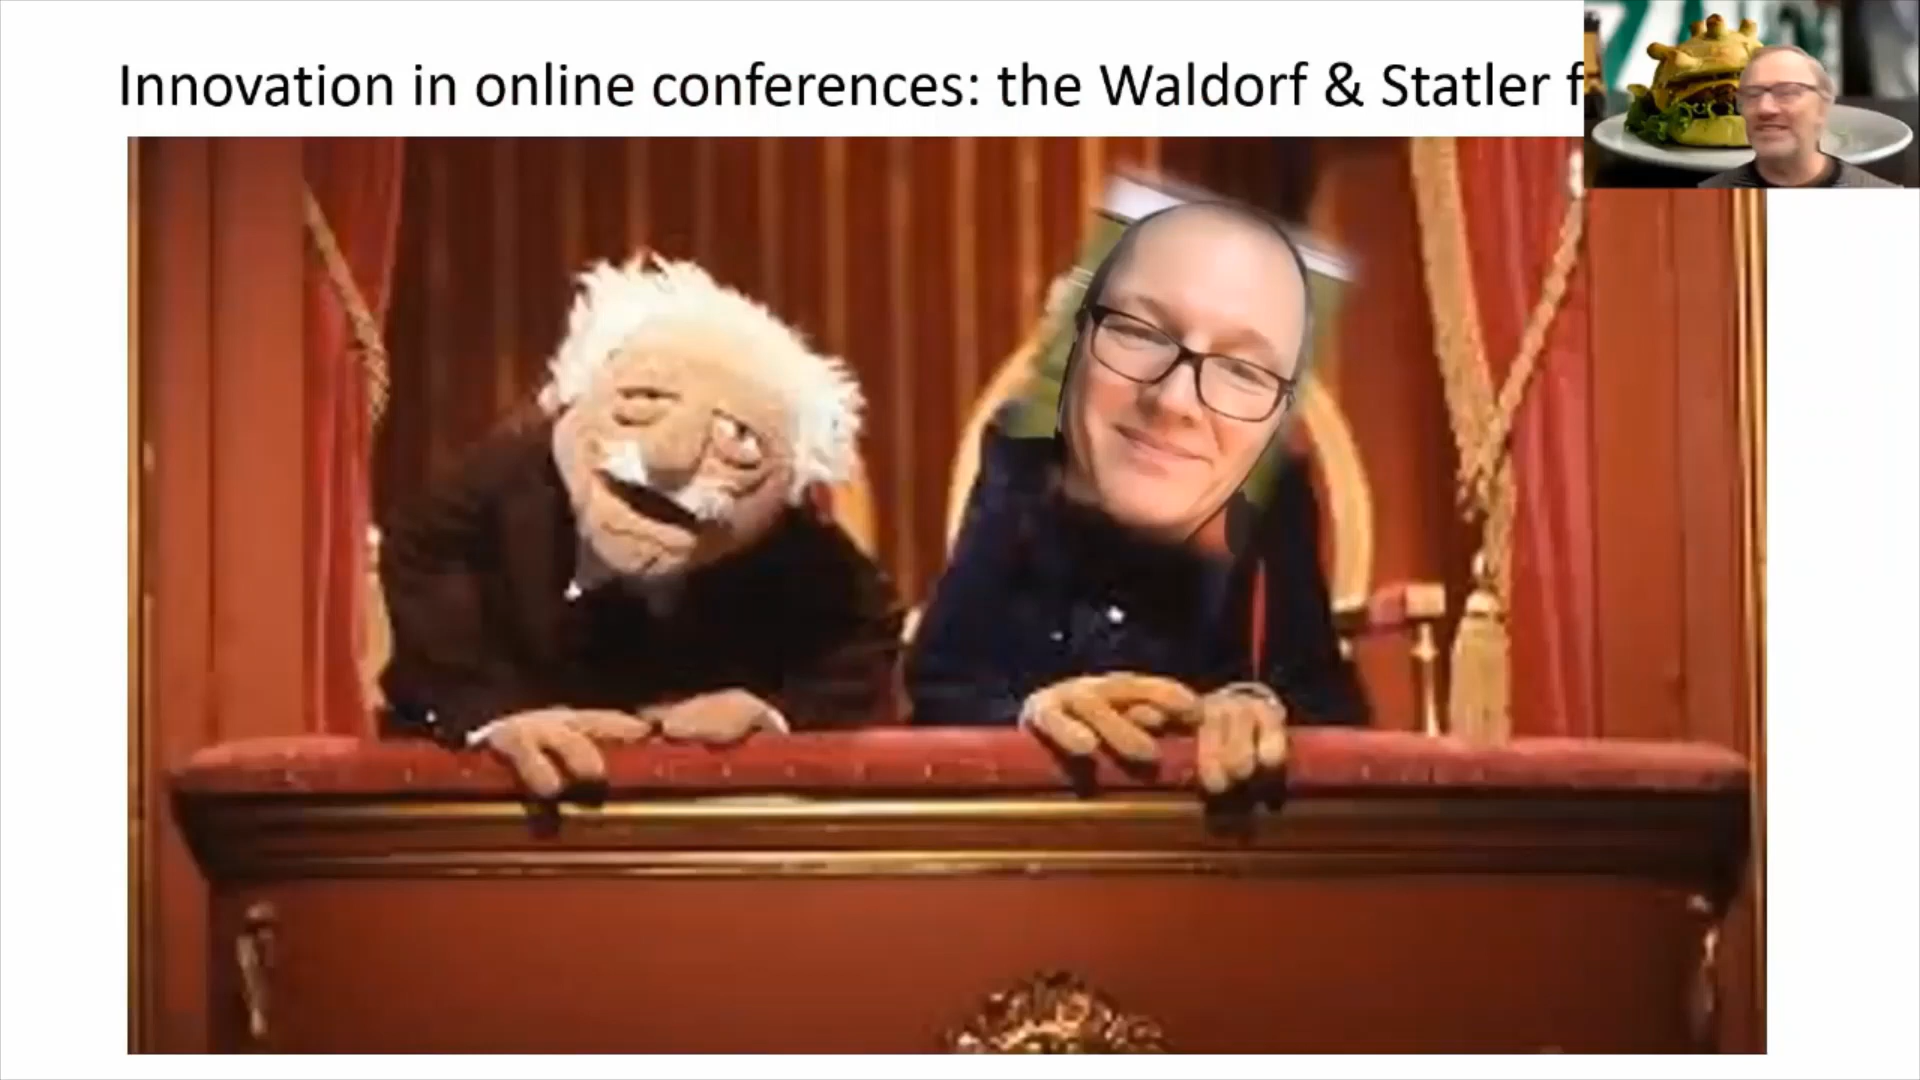 Innovation in online conferences: the Waldorf & Statler f